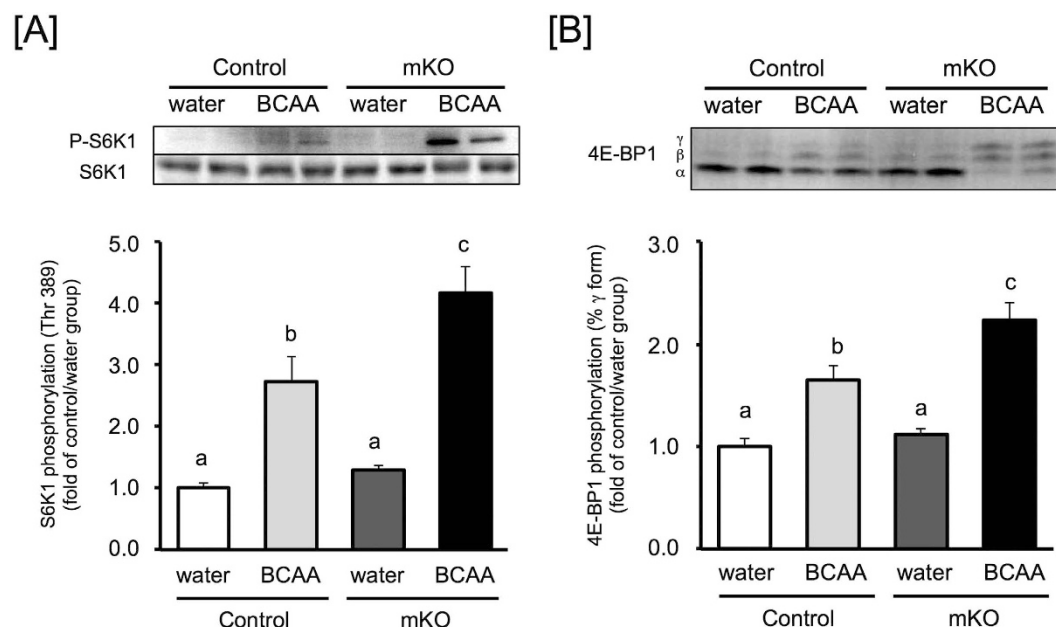 [A]
Control mKO
water BCAA water BCAA
P-S6K1
S6K1
S6K1 phosphorylation (Thr 389)
(fold of control/water group)
5.0
4.0
3.0
2.0
1.0
0.0
a b a c
water BCAA water BCAA
Control mKO
[B]
Control mKO
water BCAA water BCAA
4E-BP1
γ
β
α
4E-BP1 phosphorylation (% γ form)
(fold of control/water group)
3.0
2.0
1.0
0.0
a b a c
water BCAA water BCAA
Control mKO